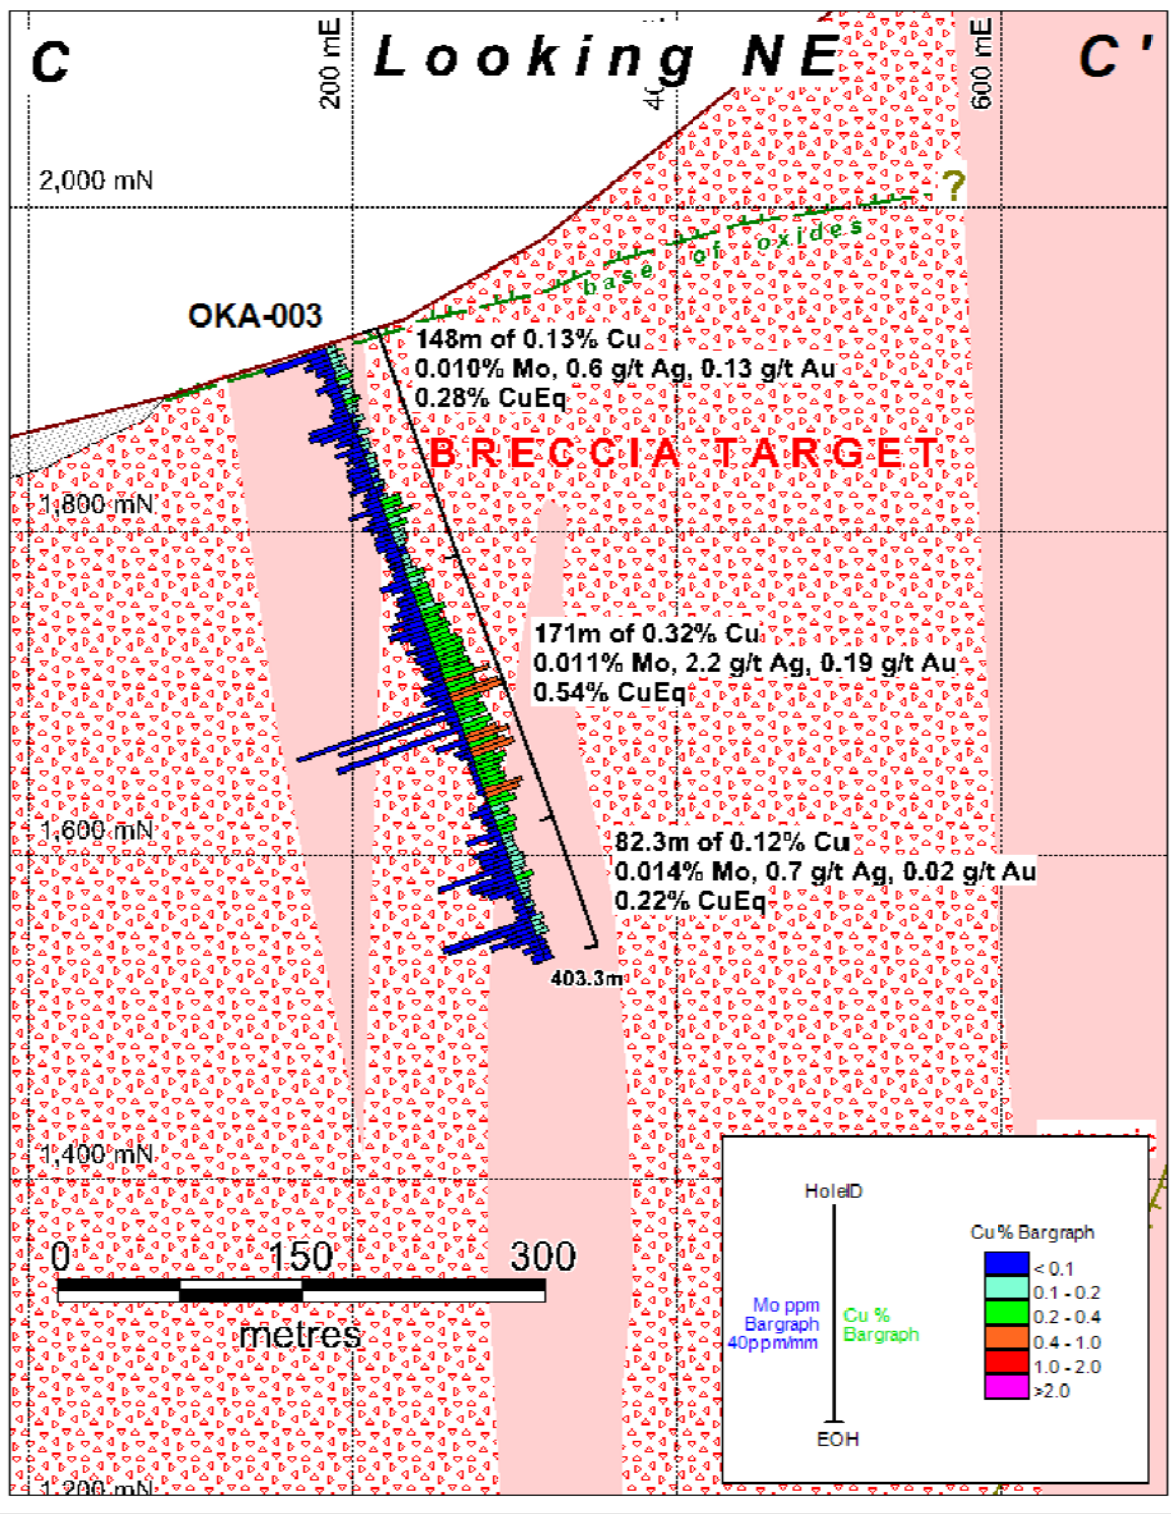 C
Looking NE
C'
200 mE
600 mE
2,000 mN
?
base of oxides
OKA-003
148m of 0.13% Cu
0.010% Mo, 0.6 g/t Ag, 0.13 g/t Au
0.28% CuEq
BRECCIA TARGET
1,800 mN
171m of 0.32% Cu
0.011% Mo, 2.2 g/t Ag, 0.19 g/t Au
0.54% CuEq
1,600 mN
82.3m of 0.12% Cu
0.014% Mo, 0.7 g/t Ag, 0.02 g/t Au
0.22% CuEq
403.3m
1,400 mN
HoleID
Cu% Bargraph
< 0.1
0.1 - 0.2
0.2 - 0.4
0.4 - 1.0
1.0 - 2.0
>2.0
Mo ppm
Bargraph
40ppm/mm
Cu %
Bargraph
EOH
0 150 300
metres
1,200 mN